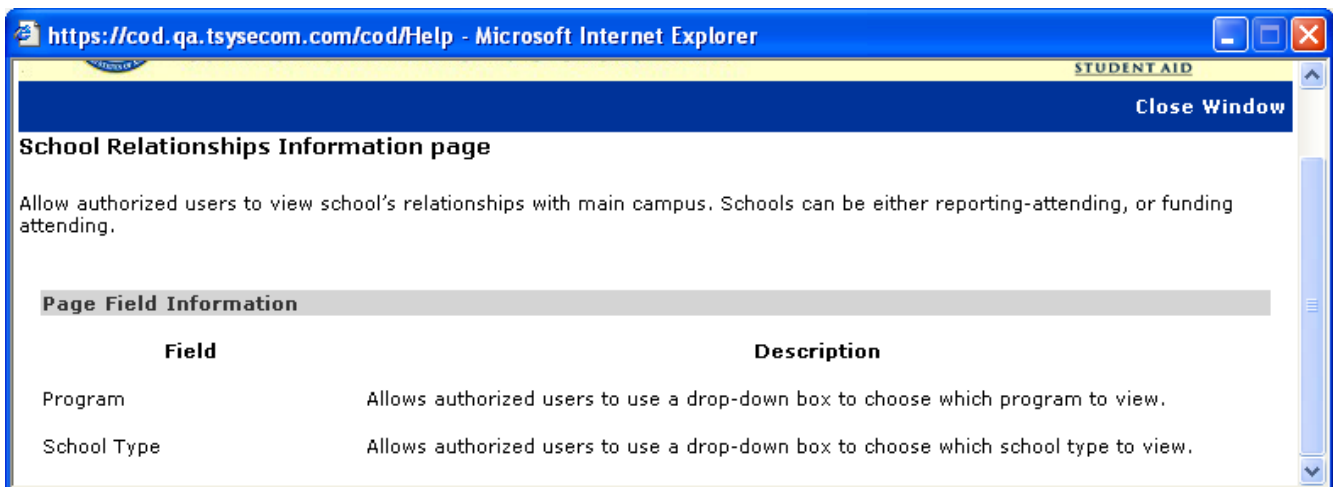 https://cod.qa.tsysecom.com/cod/Help - Microsoft Internet Explorer
STUDENT AID
Close Window
School Relationships Information page
Allow authorized users to view school's relationships with main campus. Schools can be either reporting-attending, or funding
attending.
Page Field Information
Field Description
Program Allows authorized users to use a drop-down box to choose which program to view.
School Type Allows authorized users to use a drop-down box to choose which school type to view.